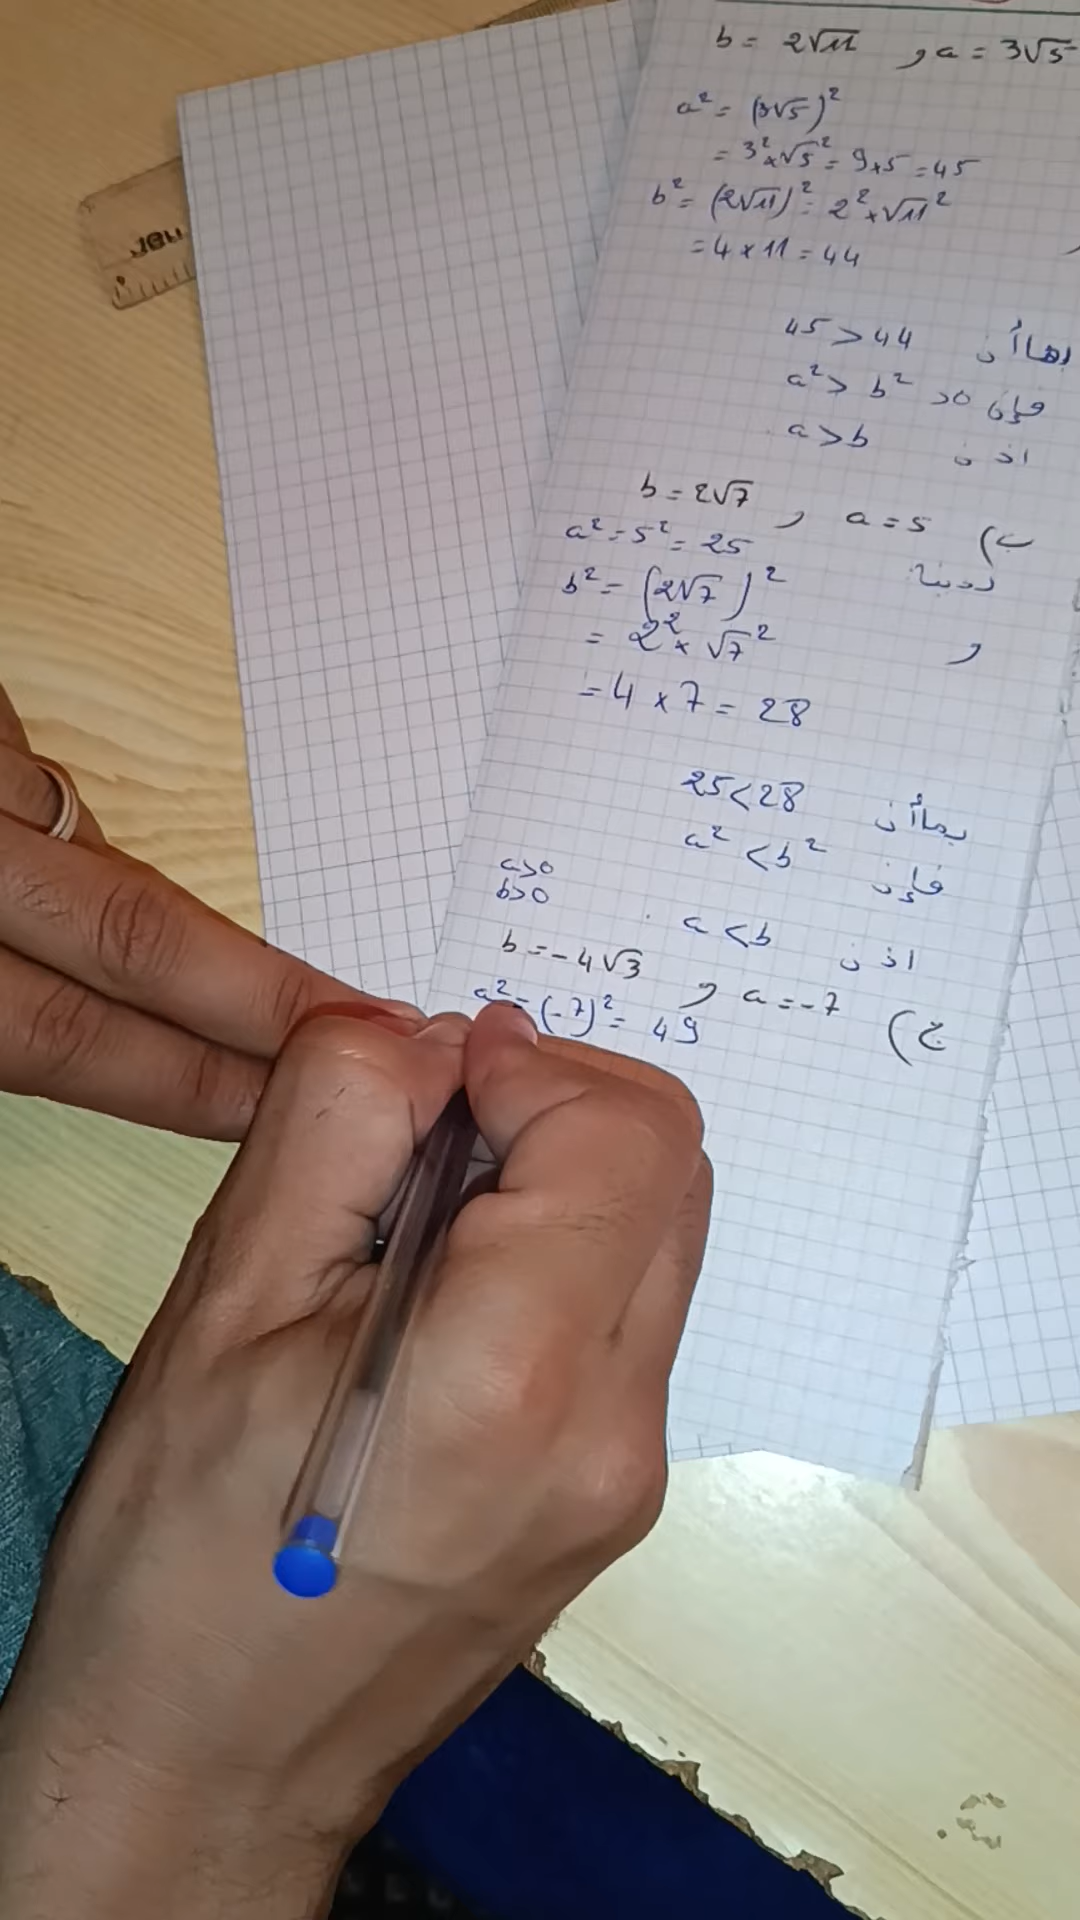 b = 2√11 , a = 3√5
a² = (3√5)²
= 3²×√5² = 9×5 = 45
b² = (2√11)² = 2²×√11²
= 4 × 11 = 44
بما أن 45 > 44
فإن a² > b² > 0
اذن a > b
ب) a = 5 , b = 2√7
لدينا: a² = 5² = 25
و b² = (2√7)²
= 2² × √7²
= 4 × 7 = 28
بما أن 25 < 28
فإن a² < b²
a>0
b>0
اذن a < b
ج) a = -7 و b = -4√3
a² = (-7)² = 49